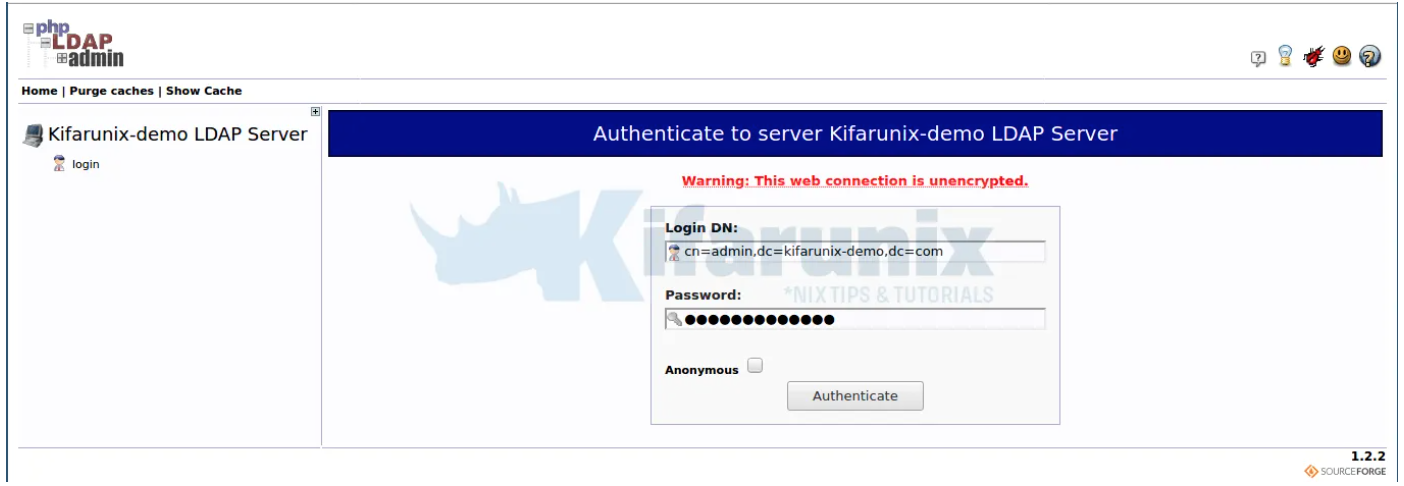 php
LDAP
admin
Home | Purge caches | Show Cache
Kifarunix-demo LDAP Server
login
Authenticate to server Kifarunix-demo LDAP Server
Warning: This web connection is unencrypted.
Login DN:
cn=admin,dc=kifarunix-demo,dc=com
Password:
●●●●●●●●●●●●●
Anonymous
Authenticate
Kifarunix
*NIX TIPS & TUTORIALS
1.2.2
SOURCEFORGE